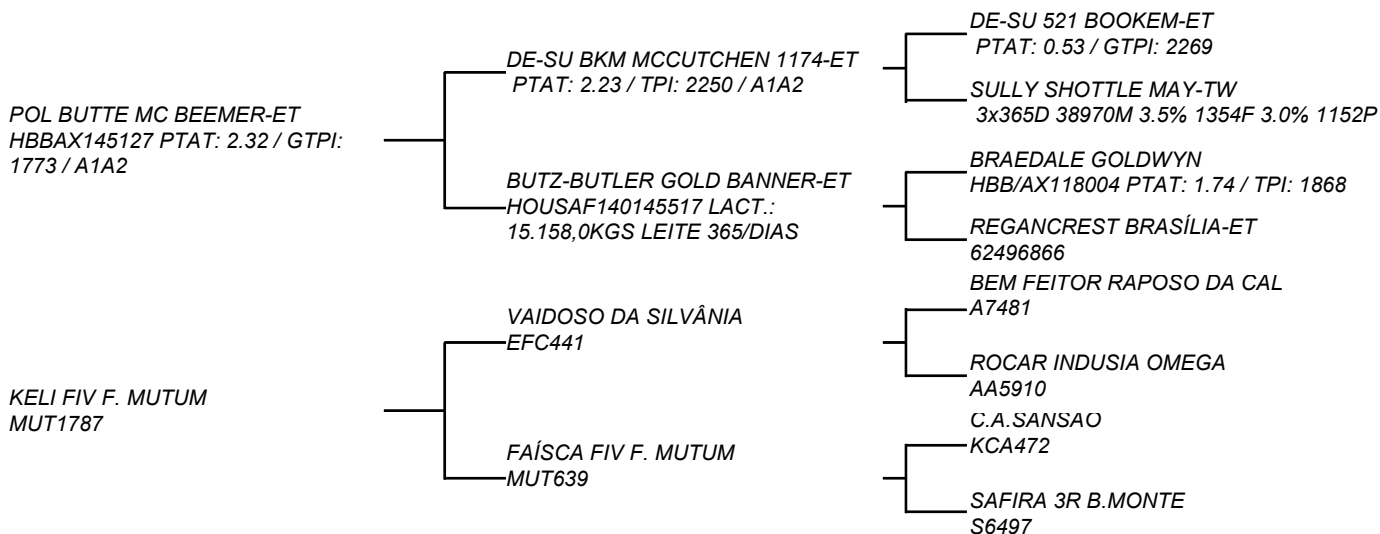 POL BUTTE MC BEEMER-ET
HBBAX145127 PTAT: 2.32 / GTPI:
1773 / A1A2
DE-SU BKM MCCUTCHEN 1174-ET
PTAT: 2.23 / TPI: 2250 / A1A2
DE-SU 521 BOOKEM-ET
PTAT: 0.53 / GTPI: 2269
SULLY SHOTTLE MAY-TW
3x365D 38970M 3.5% 1354F 3.0% 1152P
BUTZ-BUTLER GOLD BANNER-ET
HOUSAF140145517 LACT.:
15.158,0KGS LEITE 365/DIAS
BRAEDALE GOLDWYN
HBB/AX118004 PTAT: 1.74 / TPI: 1868
REGANCREST BRASÍLIA-ET
62496866
KELI FIV F. MUTUM
MUT1787
VAIDOSO DA SILVÂNIA
EFC441
BEM FEITOR RAPOSO DA CAL
A7481
ROCAR INDUSIA OMEGA
AA5910
FAÍSCA FIV F. MUTUM
MUT639
C.A.SANSAO
KCA472
SAFIRA 3R B.MONTE
S6497